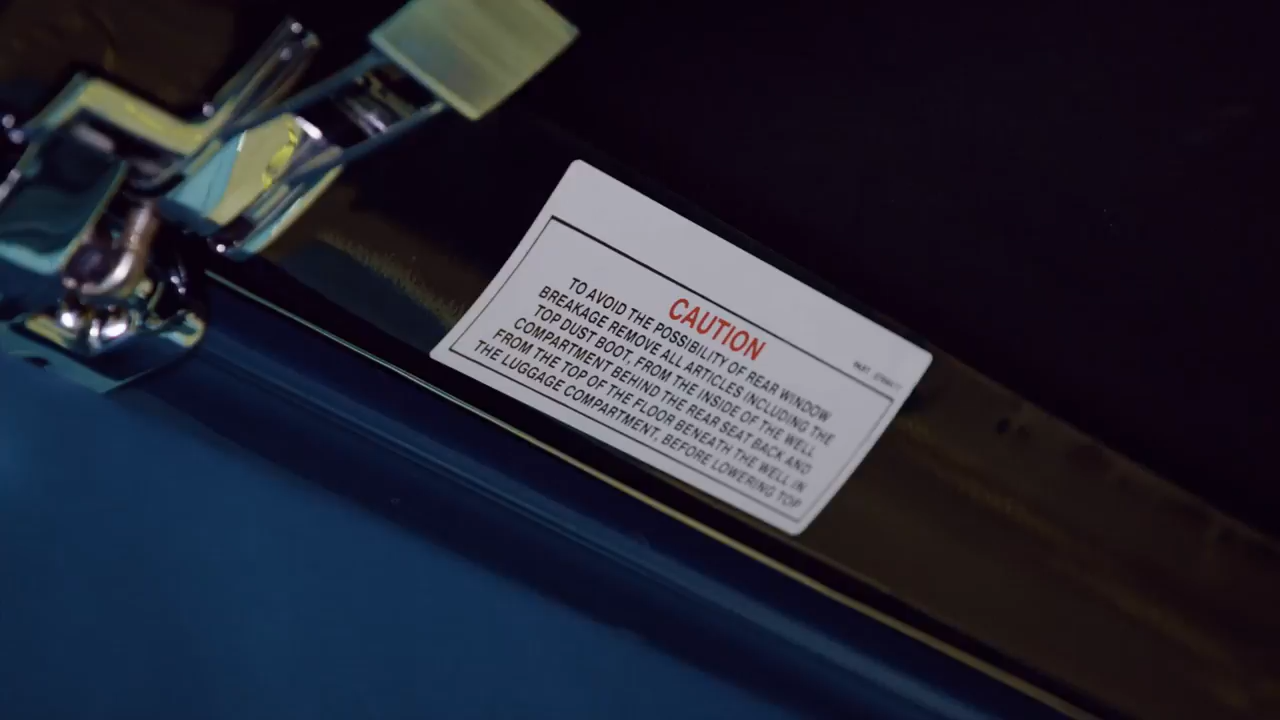 CAUTION
TO AVOID THE POSSIBILITY OF REAR WINDOW
BREAKAGE REMOVE ALL ARTICLES INCLUDING THE
TOP DUST BOOT, FROM THE INSIDE OF THE WELL
COMPARTMENT BEHIND THE REAR SEAT BACK AND
FROM THE TOP OF THE FLOOR BENEATH THE WELL IN
THE LUGGAGE COMPARTMENT, BEFORE LOWERING TOP
PART